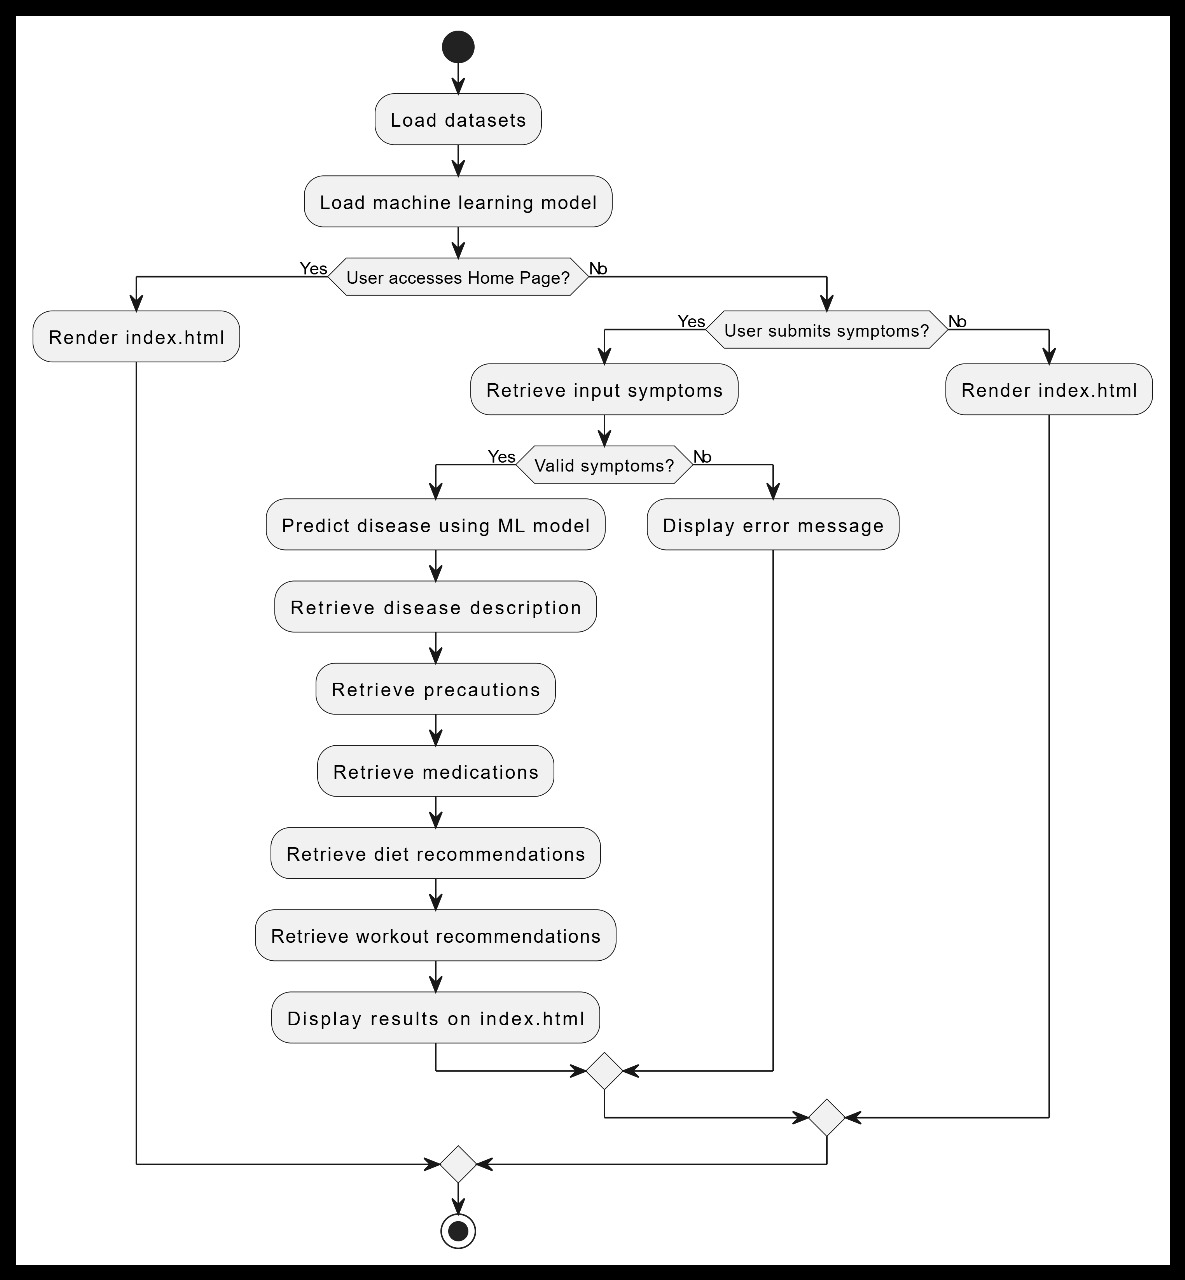 Load datasets
Load machine learning model
Yes
User accesses Home Page?
No
Render index.html
Yes
User submits symptoms?
No
Retrieve input symptoms
Render index.html
Yes
Valid symptoms?
No
Predict disease using ML model
Display error message
Retrieve disease description
Retrieve precautions
Retrieve medications
Retrieve diet recommendations
Retrieve workout recommendations
Display results on index.html